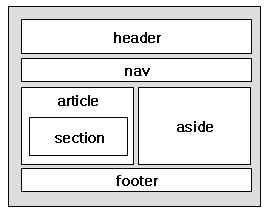 header
nav
article
section
aside
footer